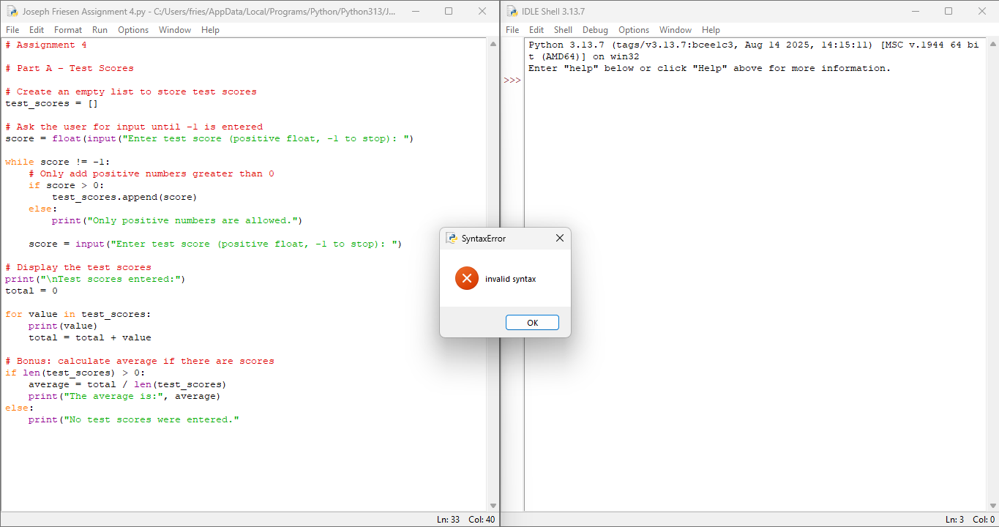 Joseph Friesen Assignment 4.py - C:/Users/fries/AppData/Local/Programs/Python/Python313/J...
File Edit Format Run Options Window Help
# Assignment 4
# Part A - Test Scores
# Create an empty list to store test scores
test_scores = []
# Ask the user for input until -1 is entered
score = float(input("Enter test score (positive float, -1 to stop): ")
while score != -1:
    # Only add positive numbers greater than 0
    if score > 0:
        test_scores.append(score)
    else:
        print("Only positive numbers are allowed.")
    score = input("Enter test score (positive float, -1 to stop): ")
# Display the test scores
print("\nTest scores entered:")
total = 0
for value in test_scores:
    print(value)
    total = total + value
# Bonus: calculate average if there are scores
if len(test_scores) > 0:
    average = total / len(test_scores)
    print("The average is:", average)
else:
    print("No test scores were entered."
Ln: 33 Col: 40
IDLE Shell 3.13.7
File Edit Shell Debug Options Window Help
Python 3.13.7 (tags/v3.13.7:bcee1c3, Aug 14 2025, 14:15:11) [MSC v.1944 64 bi
t (AMD64)] on win32
Enter "help" below or click "Help" above for more information.
>>>
Ln: 3 Col: 0
SyntaxError
invalid syntax
OK